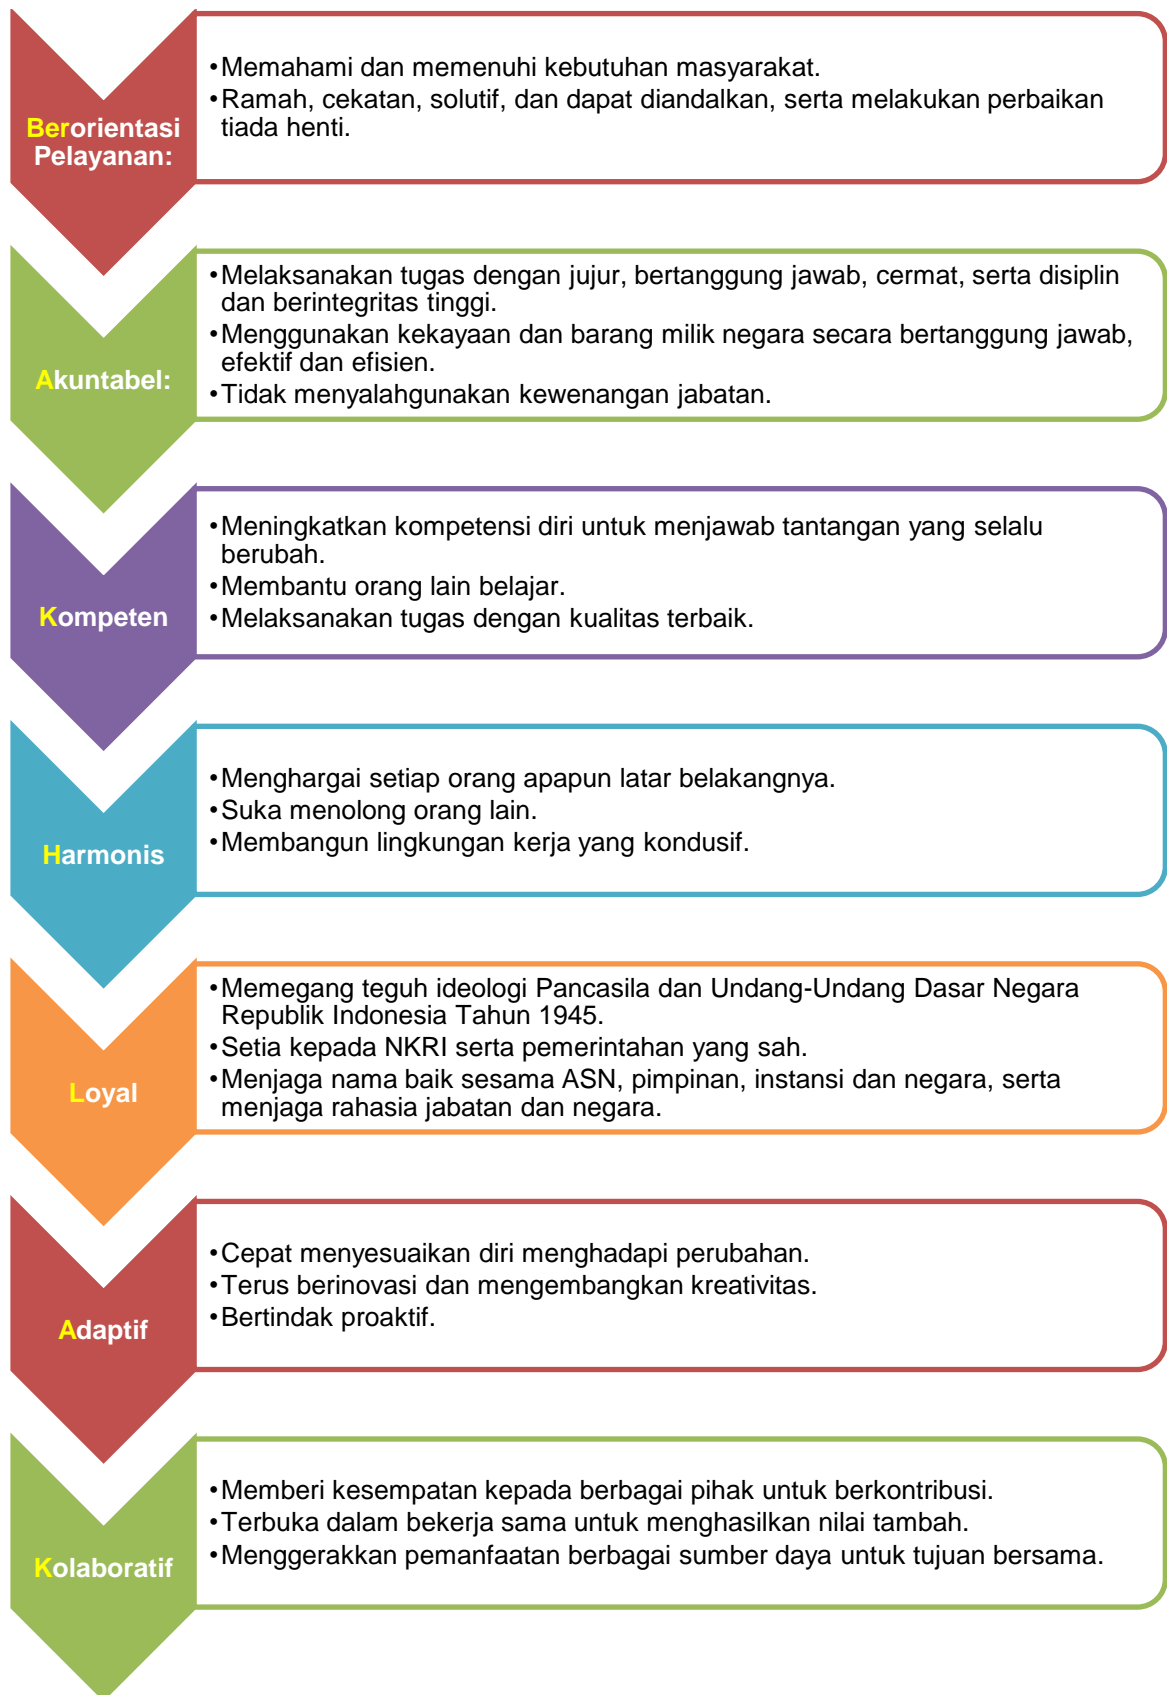 Berorientasi
Pelayanan:
•Memahami dan memenuhi kebutuhan masyarakat.
•Ramah, cekatan, solutif, dan dapat diandalkan, serta melakukan perbaikan
tiada henti.
Akuntabel:
•Melaksanakan tugas dengan jujur, bertanggung jawab, cermat, serta disiplin
dan berintegritas tinggi.
•Menggunakan kekayaan dan barang milik negara secara bertanggung jawab,
efektif dan efisien.
•Tidak menyalahgunakan kewenangan jabatan.
Kompeten
•Meningkatkan kompetensi diri untuk menjawab tantangan yang selalu
berubah.
•Membantu orang lain belajar.
•Melaksanakan tugas dengan kualitas terbaik.
Harmonis
•Menghargai setiap orang apapun latar belakangnya.
•Suka menolong orang lain.
•Membangun lingkungan kerja yang kondusif.
Loyal
•Memegang teguh ideologi Pancasila dan Undang-Undang Dasar Negara
Republik Indonesia Tahun 1945.
•Setia kepada NKRI serta pemerintahan yang sah.
•Menjaga nama baik sesama ASN, pimpinan, instansi dan negara, serta
menjaga rahasia jabatan dan negara.
Adaptif
•Cepat menyesuaikan diri menghadapi perubahan.
•Terus berinovasi dan mengembangkan kreativitas.
•Bertindak proaktif.
Kolaboratif
•Memberi kesempatan kepada berbagai pihak untuk berkontribusi.
•Terbuka dalam bekerja sama untuk menghasilkan nilai tambah.
•Menggerakkan pemanfaatan berbagai sumber daya untuk tujuan bersama.